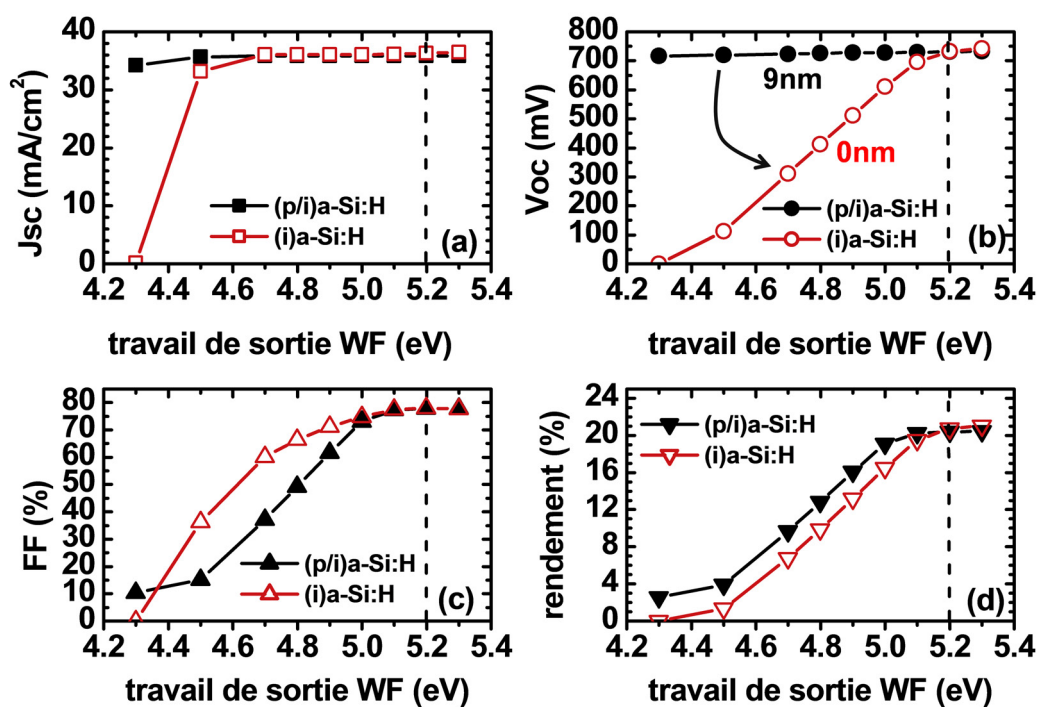 40
30
20
10
0
Jsc (mA/cm²)
(p/i)a-Si:H
(i)a-Si:H
(a)
4.2 4.4 4.6 4.8 5.0 5.2 5.4
travail de sortie WF (eV)
800
700
600
500
400
300
200
100
0
Voc (mV)
9nm
0nm
(p/i)a-Si:H
(i)a-Si:H
(b)
4.2 4.4 4.6 4.8 5.0 5.2 5.4
travail de sortie WF (eV)
80
70
60
50
40
30
20
10
0
FF (%)
(p/i)a-Si:H
(i)a-Si:H
(c)
4.2 4.4 4.6 4.8 5.0 5.2 5.4
travail de sortie WF (eV)
24
20
16
12
8
4
0
rendement (%)
(p/i)a-Si:H
(i)a-Si:H
(d)
4.2 4.4 4.6 4.8 5.0 5.2 5.4
travail de sortie WF (eV)